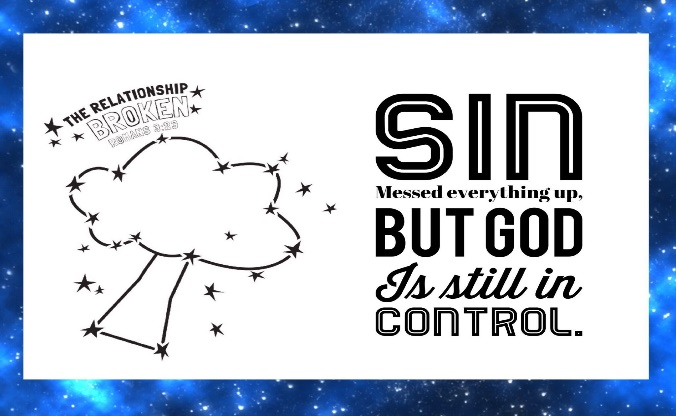 THE RELATIONSHIP
BROKEN
ROMANS 3:23
SIN
Messed everything up,
BUT GOD
Is still in
CONTROL.